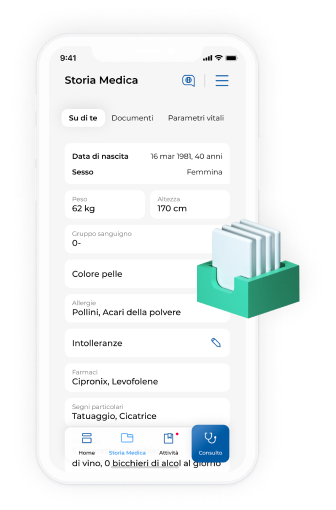 9:41
Storia Medica
Su di te Documenti Parametri vitali
Data di nascita 16 mar 1981, 40 anni
Sesso Femmina
Peso Altezza
62 kg 170 cm
Gruppo sanguigno
0-
Colore pelle
Allergie
Pollini, Acari della polvere
Intolleranze
Farmaci
Cipronix, Levofolene
Segni particolari
Tatuaggio, Cicatrice
Home Storia Medica Attività Consulto
di vino, 0 bicchieri di alcol al giorno